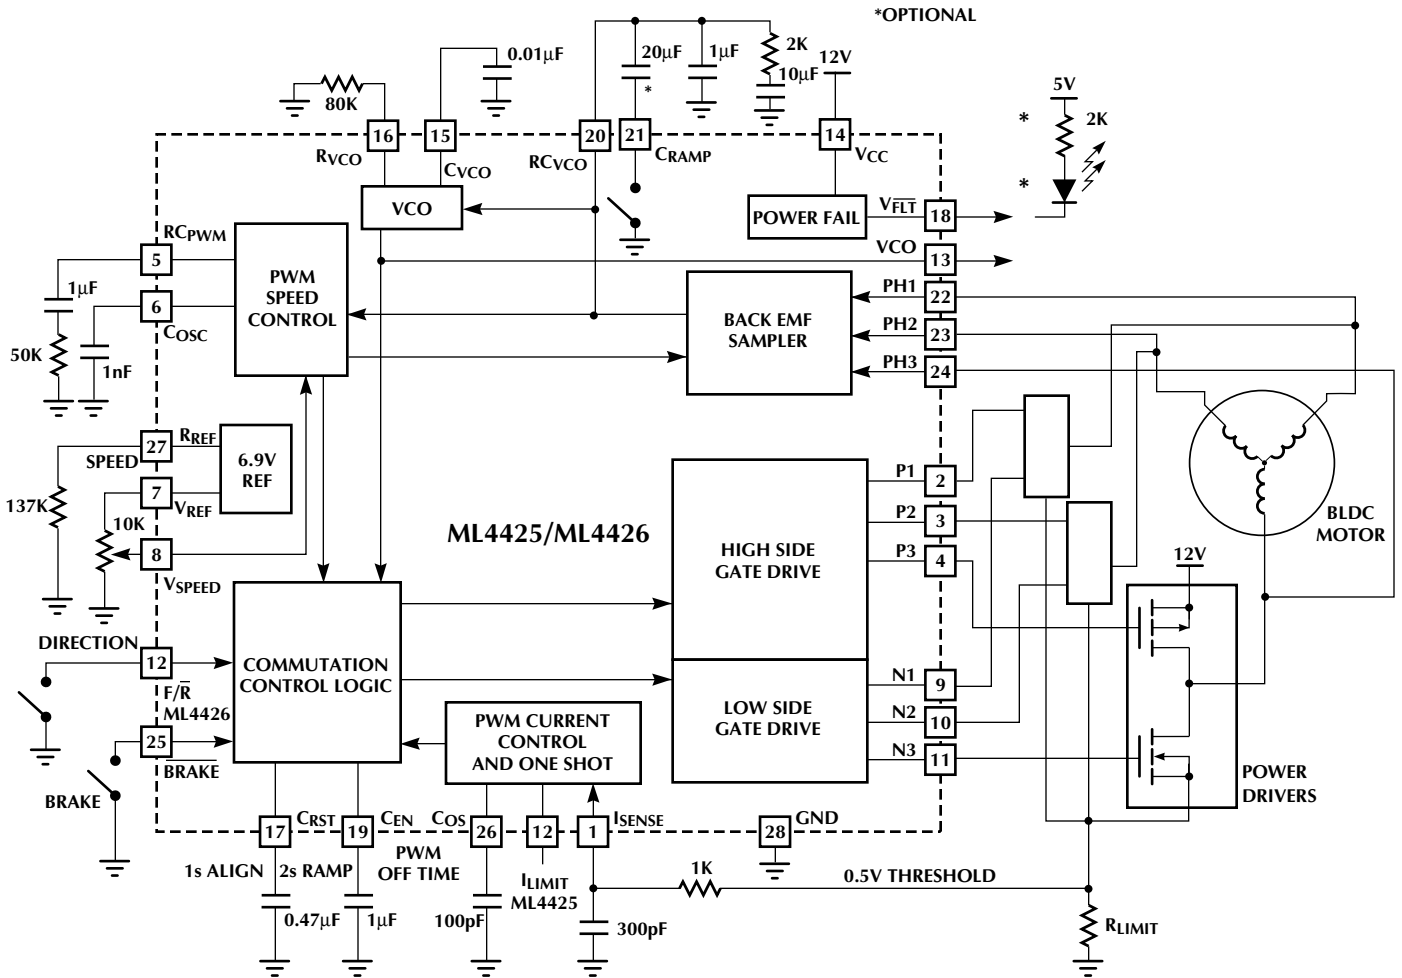 *OPTIONAL
0.01µF
20µF
*
1µF
2K
10µF
12V
80K
5V
*
2K
*
16
15
20
21
14
RVCO
CVCO
RCVCO
CRAMP
VCC
VCO
POWER FAIL
VFLT
18
VCO
13
RCPWM
5
1µF
6
COSC
50K
1nF
PWM
SPEED
CONTROL
BACK EMF
SAMPLER
PH1
22
PH2
23
PH3
24
RREF
27
SPEED
6.9V
REF
137K
7
VREF
10K
8
VSPEED
ML4425/ML4426
HIGH SIDE
GATE DRIVE
P1
2
P2
3
P3
4
BLDC
MOTOR
12V
DIRECTION
12
F/R
ML4426
25
BRAKE
BRAKE
COMMUTATION
CONTROL LOGIC
PWM CURRENT
CONTROL
AND ONE SHOT
LOW SIDE
GATE DRIVE
N1
9
N2
10
N3
11
POWER
DRIVERS
17
CRST
19
CEN
COS
26
12
1
ISENSE
28
GND
PWM
OFF TIME
1s ALIGN
2s RAMP
ILIMIT
ML4425
0.47µF
1µF
100pF
300pF
1K
0.5V THRESHOLD
RLIMIT